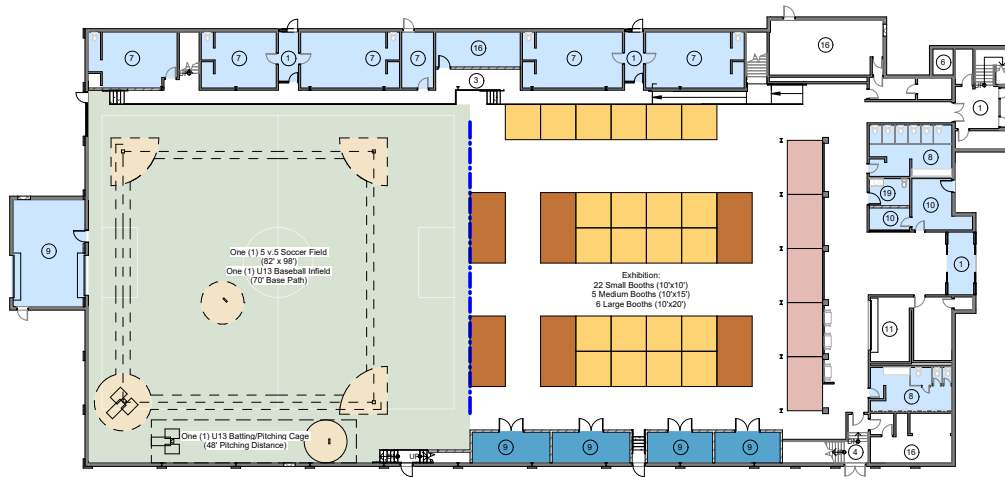 7
7
1
7
7
16
7
1
7
16
6
1
3
8
19
10
10
9
1
One (1) 5 v.5 Soccer Field
(82' x 98')
One (1) U13 Baseball Infield
(70' Base Path)
Exhibition:
22 Small Booths (10'x10')
5 Medium Booths (10'x15')
6 Large Booths (10'x20')
11
8
One (1) U13 Batting/Pitching Cage
(48' Pitching Distance)
UP
9
9
9
9
UP
4
16